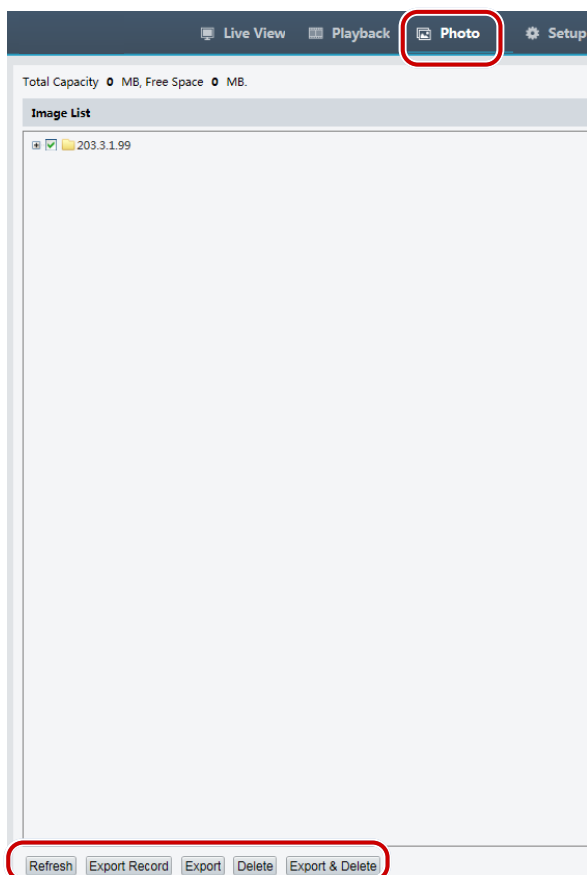 Live View Playback Photo Setup
Total Capacity 0 MB, Free Space 0 MB.
Image List
203.3.1.99
Refresh Export Record Export Delete Export & Delete